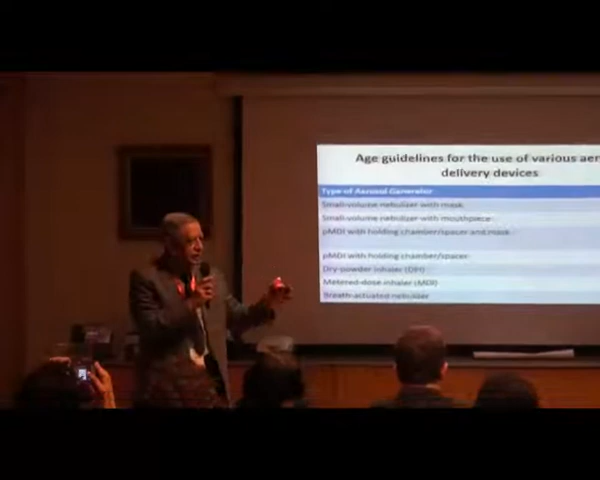 Age guidelines for the use of various aer
delivery devices
Type of Aerosol Generator
Small-volume nebulizer with mask
Small-volume nebulizer with mouthpiece
pMDI with holding chamber/spacer and mask
pMDI with holding chamber/spacer
Dry-powder inhaler (DPI)
Metered-dose inhaler (MDI)
Breath-actuated nebulizer